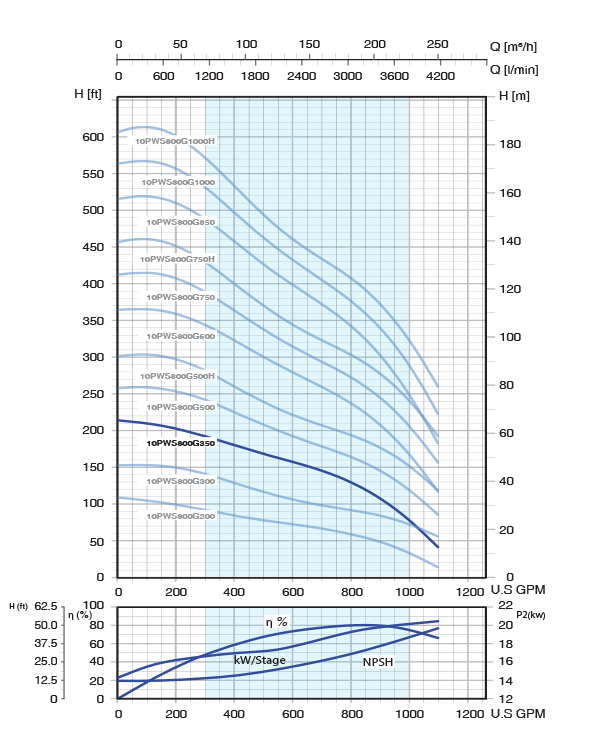 0 50 100 150 200 250 Q [m³/h]
Q [l/min]
0 600 1200 1800 2400 3000 3600 4200
H [ft] H [m]
600
180
10PWS800G1000H
550
10PWS800G1000
160
500
10PWS800G850
450
140
10PWS800G750H
400
120
10PWS800G750
350
10PWS800G600
100
300
10PWS800G500H
80
250
10PWS800G500
200
60
10PWS800G350
150
10PWS800G300
40
100
10PWS800G200
20
50
0 0
0 200 400 600 800 1000 1200 U.S GPM
H (ft) 62.5 100 22
η (%) P2(kw)
50.0 80 η % 20
37.5 60 18
25.0 40 kW/Stage NPSH 16
12.5 20 14
0 0 12
0 200 400 600 800 1000 1200 U.S GPM